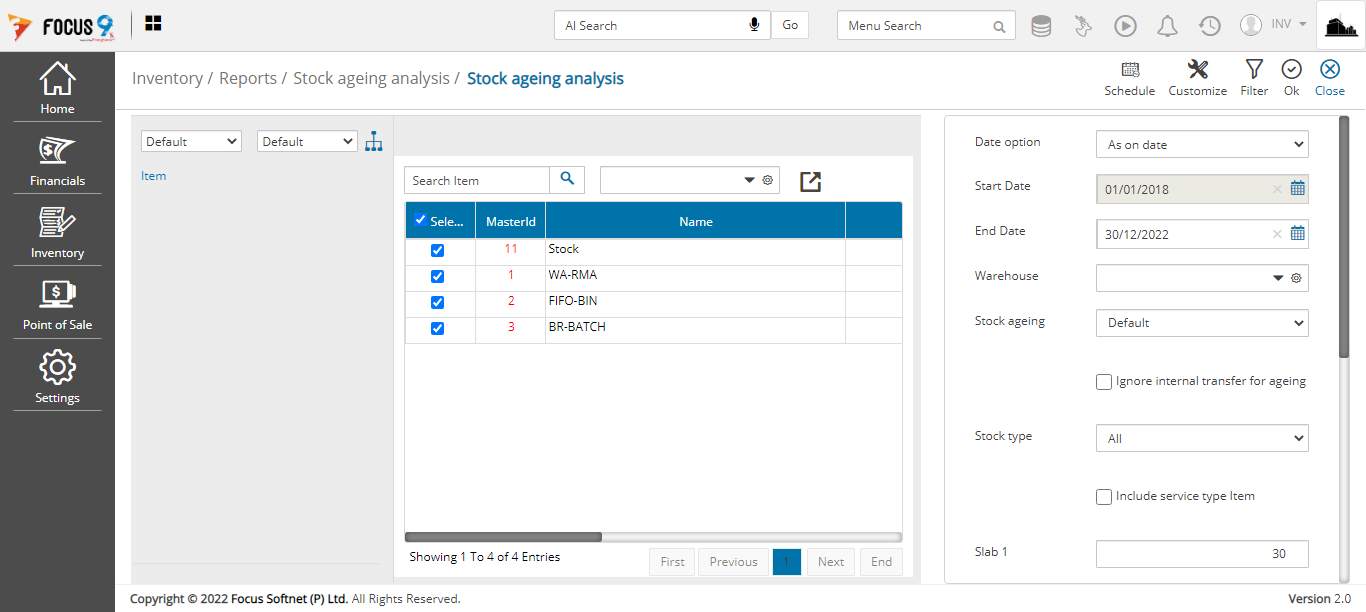 FOCUS 9
AI Search
Go
Menu Search
INV
Home
Financials
Inventory
Point of Sale
Settings
Inventory / Reports / Stock ageing analysis / Stock ageing analysis
Schedule
Customize
Filter
Ok
Close
Default
Default
Item
Search Item
Sele... MasterId Name
11 Stock
1 WA-RMA
2 FIFO-BIN
3 BR-BATCH
Showing 1 To 4 of 4 Entries
First
Previous
1
Next
End
Date option As on date
Start Date 01/01/2018
End Date 30/12/2022
Warehouse
Stock ageing Default
Ignore internal transfer for ageing
Stock type All
Include service type Item
Slab 1 30
Copyright © 2022 Focus Softnet (P) Ltd. All Rights Reserved.
Version 2.0